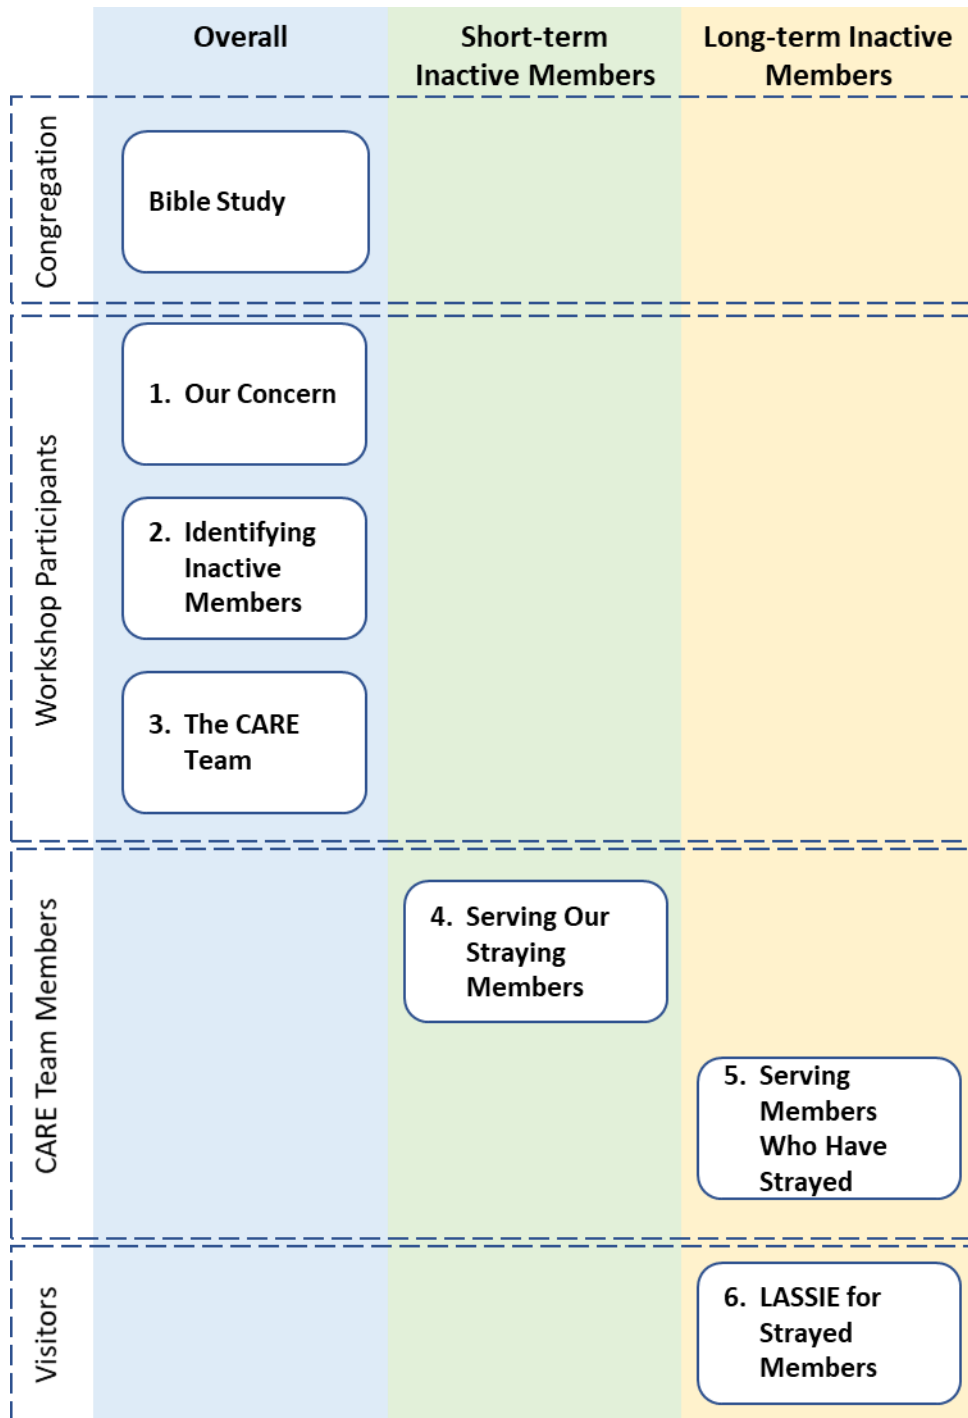 Overall
Short-term
Inactive Members
Long-term Inactive
Members
Congregation
Bible Study
Workshop Participants
1. Our Concern
2. Identifying
Inactive
Members
3. The CARE
Team
CARE Team Members
4. Serving Our
Straying
Members
5. Serving
Members
Who Have
Strayed
Visitors
6. LASSIE for
Strayed
Members